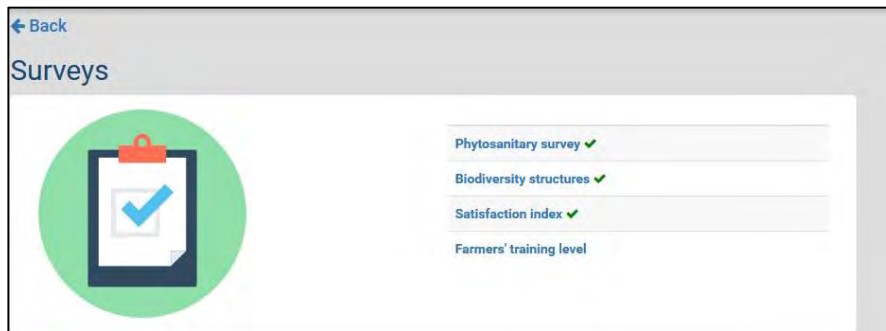 ← Back
Surveys
Phytosanitary survey ✔
Biodiversity structures ✔
Satisfaction index ✔
Farmers' training level